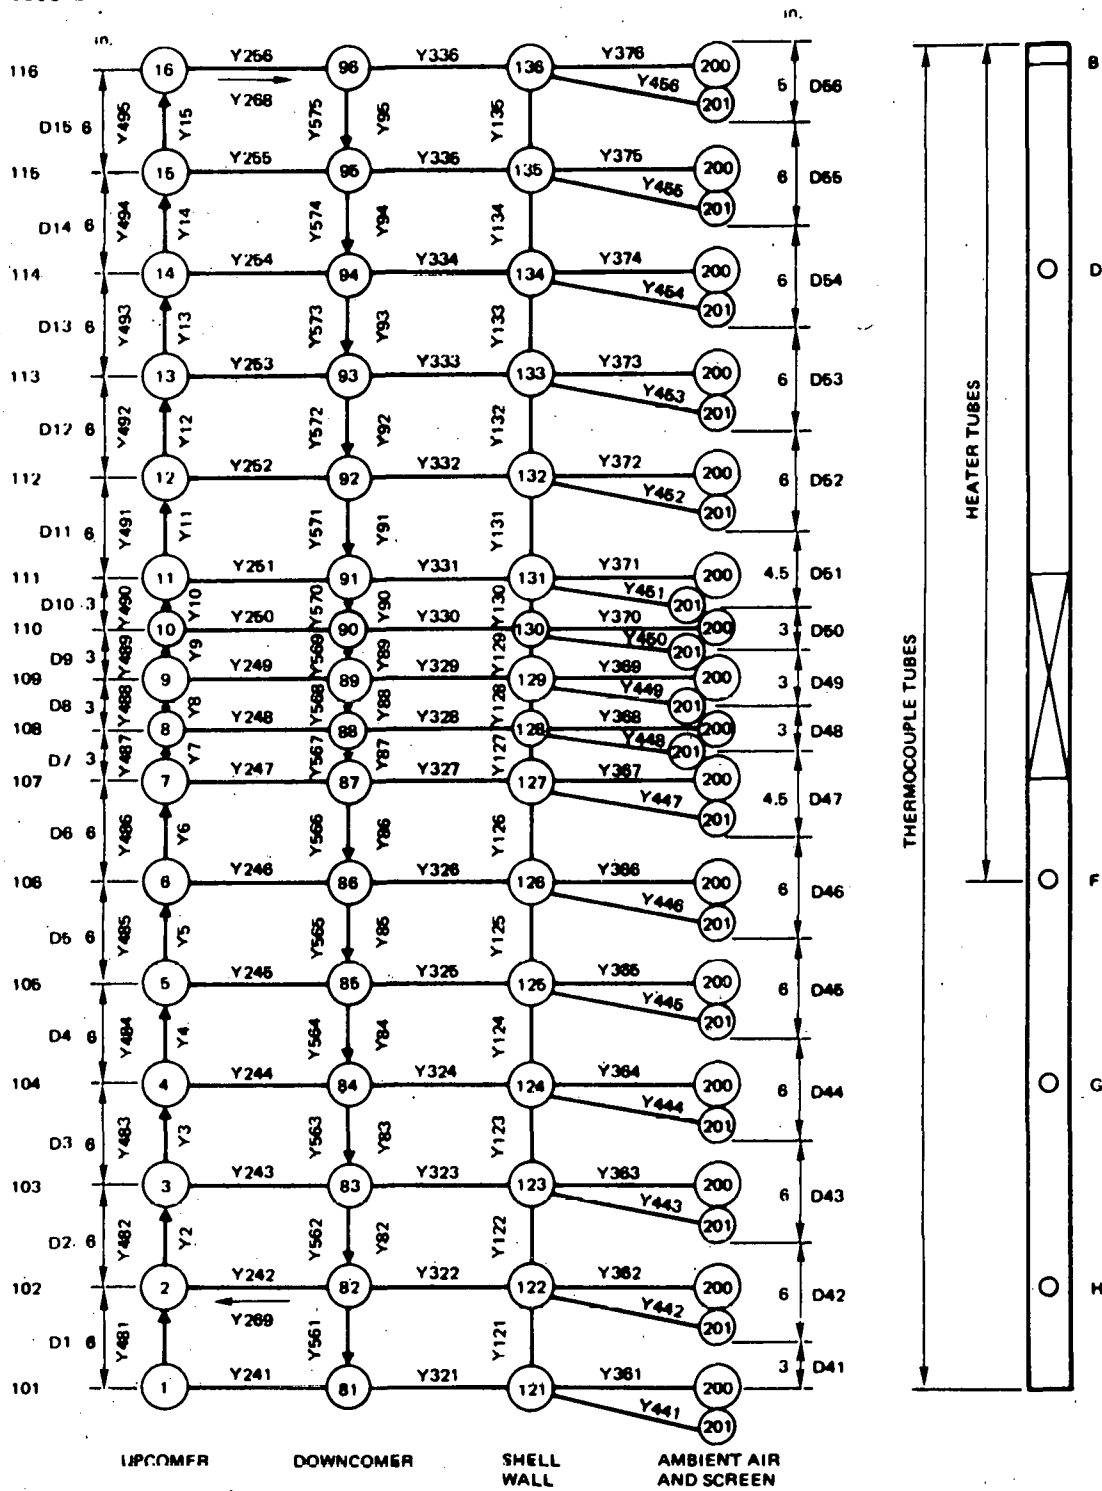 in.
in.
116 16 Y256 96 Y336 136 Y376 200
Y268 Y456 201 5 D56
D15 6 Y495 Y15 Y575 Y95 Y135
115 15 Y255 95 Y336 135 Y375 200
Y455 201 6 D55
D14 6 Y494 Y14 Y574 Y94 Y134
114 14 Y254 94 Y334 134 Y374 200
Y454 201 6 D54
D13 6 Y493 Y13 Y573 Y93 Y133
113 13 Y253 93 Y333 133 Y373 200
Y453 201 6 D53
D12 6 Y492 Y12 Y572 Y92 Y132
112 12 Y252 92 Y332 132 Y372 200
Y452 201 6 D52
D11 6 Y491 Y11 Y571 Y91 Y131
111 11 Y251 91 Y331 131 Y371 200
Y451 201 4.5 D51
D10 3 Y490 Y10 Y570 Y90 Y130
110 10 Y250 90 Y330 130 Y370 200
Y450 201 3 D50
D9 3 Y489 Y9 Y569 Y89 Y129
109 9 Y249 89 Y329 129 Y369 200
Y449 201 3 D49
D8 3 Y488 Y8 Y568 Y88 Y128
108 8 Y248 88 Y328 128 Y368 200
Y448 201 3 D48
D7 3 Y487 Y7 Y567 Y87 Y127
107 7 Y247 87 Y327 127 Y367 200
Y447 201 4.5 D47
D6 6 Y486 Y6 Y566 Y86 Y126
106 6 Y246 86 Y326 126 Y366 200
Y446 201 6 D46
D5 6 Y485 Y5 Y565 Y85 Y125
105 5 Y245 85 Y325 125 Y365 200
Y445 201 6 D45
D4 6 Y484 Y4 Y564 Y84 Y124
104 4 Y244 84 Y324 124 Y364 200
Y444 201 6 D44
D3 6 Y483 Y3 Y563 Y83 Y123
103 3 Y243 83 Y323 123 Y363 200
Y443 201 6 D43
D2 6 Y482 Y2 Y562 Y82 Y122
102 2 Y242 82 Y322 122 Y362 200
Y269 Y442 201 6 D42
D1 6 Y481 Y561 Y121
101 1 Y241 81 Y321 121 Y361 200 3 D41
Y441 201
UPCOMER DOWNCOMER SHELL WALL AMBIENT AIR AND SCREEN
THERMOCOUPLE TUBES
HEATER TUBES
B
D
F
G
H